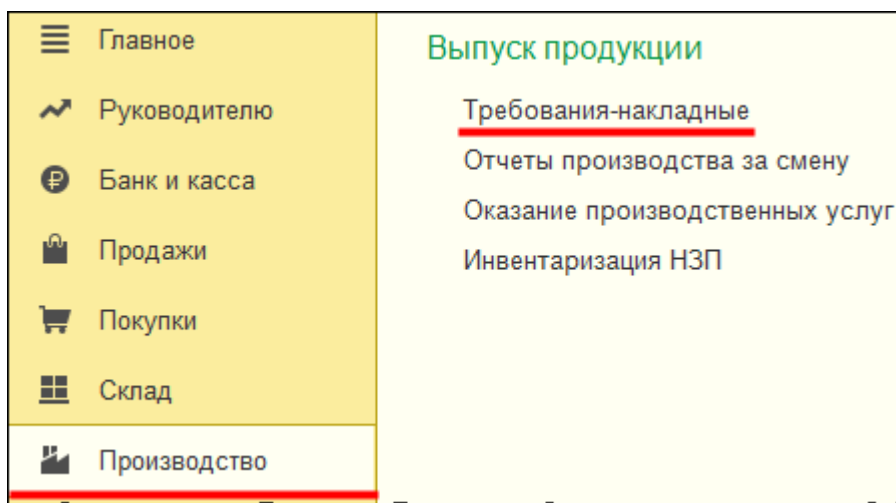 Главное
Руководителю
Банк и касса
Продажи
Покупки
Склад
Производство
Выпуск продукции
Требования-накладные
Отчеты производства за смену
Оказание производственных услуг
Инвентаризация НЗП